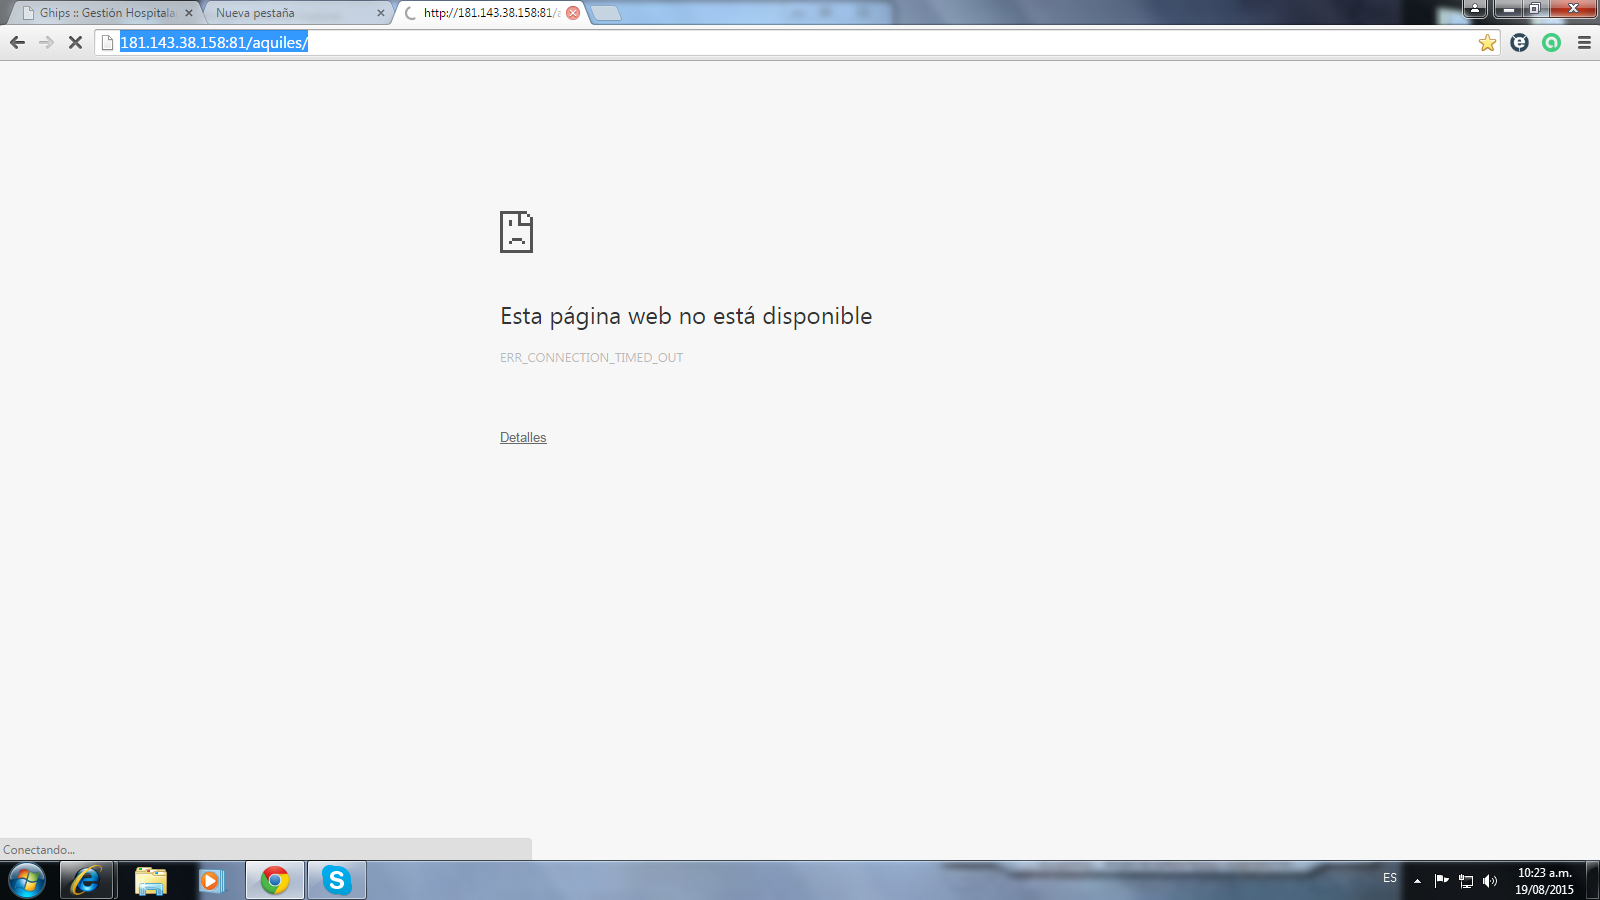 Ghips :: Gestión Hospitala
Nueva pestaña
http://181.143.38.158:81/a
181.143.38.158:81/aquiles/
Esta página web no está disponible
ERR_CONNECTION_TIMED_OUT
Detalles
Conectando...
ES
10:23 a.m.
19/08/2015